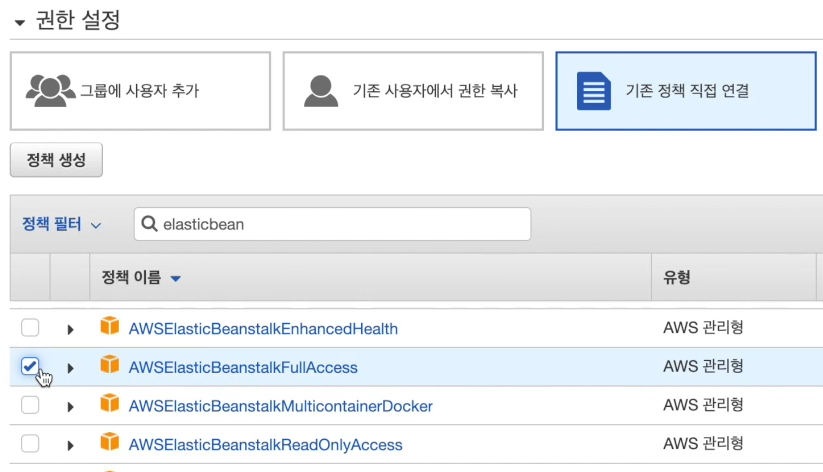 권한 설정
그룹에 사용자 추가
기존 사용자에서 권한 복사
기존 정책 직접 연결
정책 생성
정책 필터
elasticbean
정책 이름 유형
AWSElasticBeanstalkEnhancedHealth AWS 관리형
AWSElasticBeanstalkFullAccess AWS 관리형
AWSElasticBeanstalkMulticontainerDocker AWS 관리형
AWSElasticBeanstalkReadOnlyAccess AWS 관리형